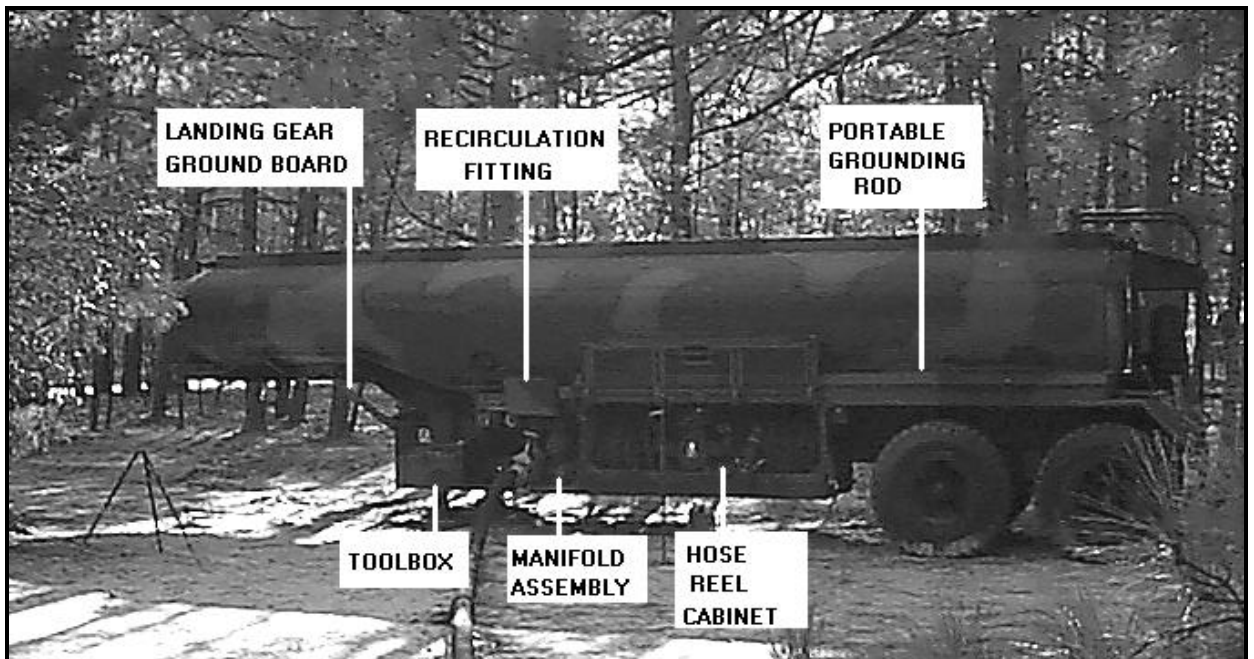 LANDING GEAR
GROUND BOARD
RECIRCULATION
FITTING
PORTABLE
GROUNDING
ROD
TOOLBOX
MANIFOLD
ASSEMBLY
HOSE
REEL
CABINET